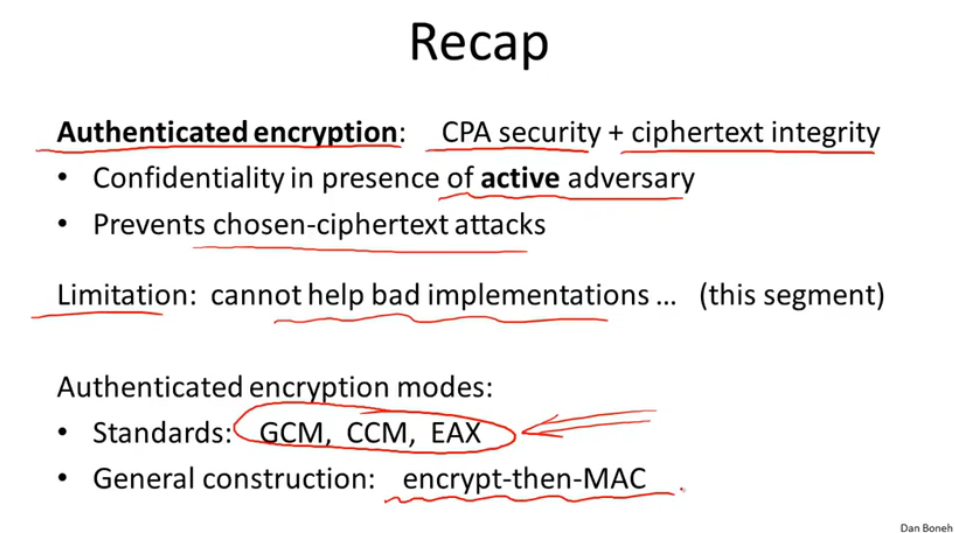 Recap
Authenticated encryption: CPA security + ciphertext integrity
• Confidentiality in presence of active adversary
• Prevents chosen-ciphertext attacks
Limitation: cannot help bad implementations … (this segment)
Authenticated encryption modes:
• Standards: GCM, CCM, EAX
• General construction: encrypt-then-MAC
Dan Boneh